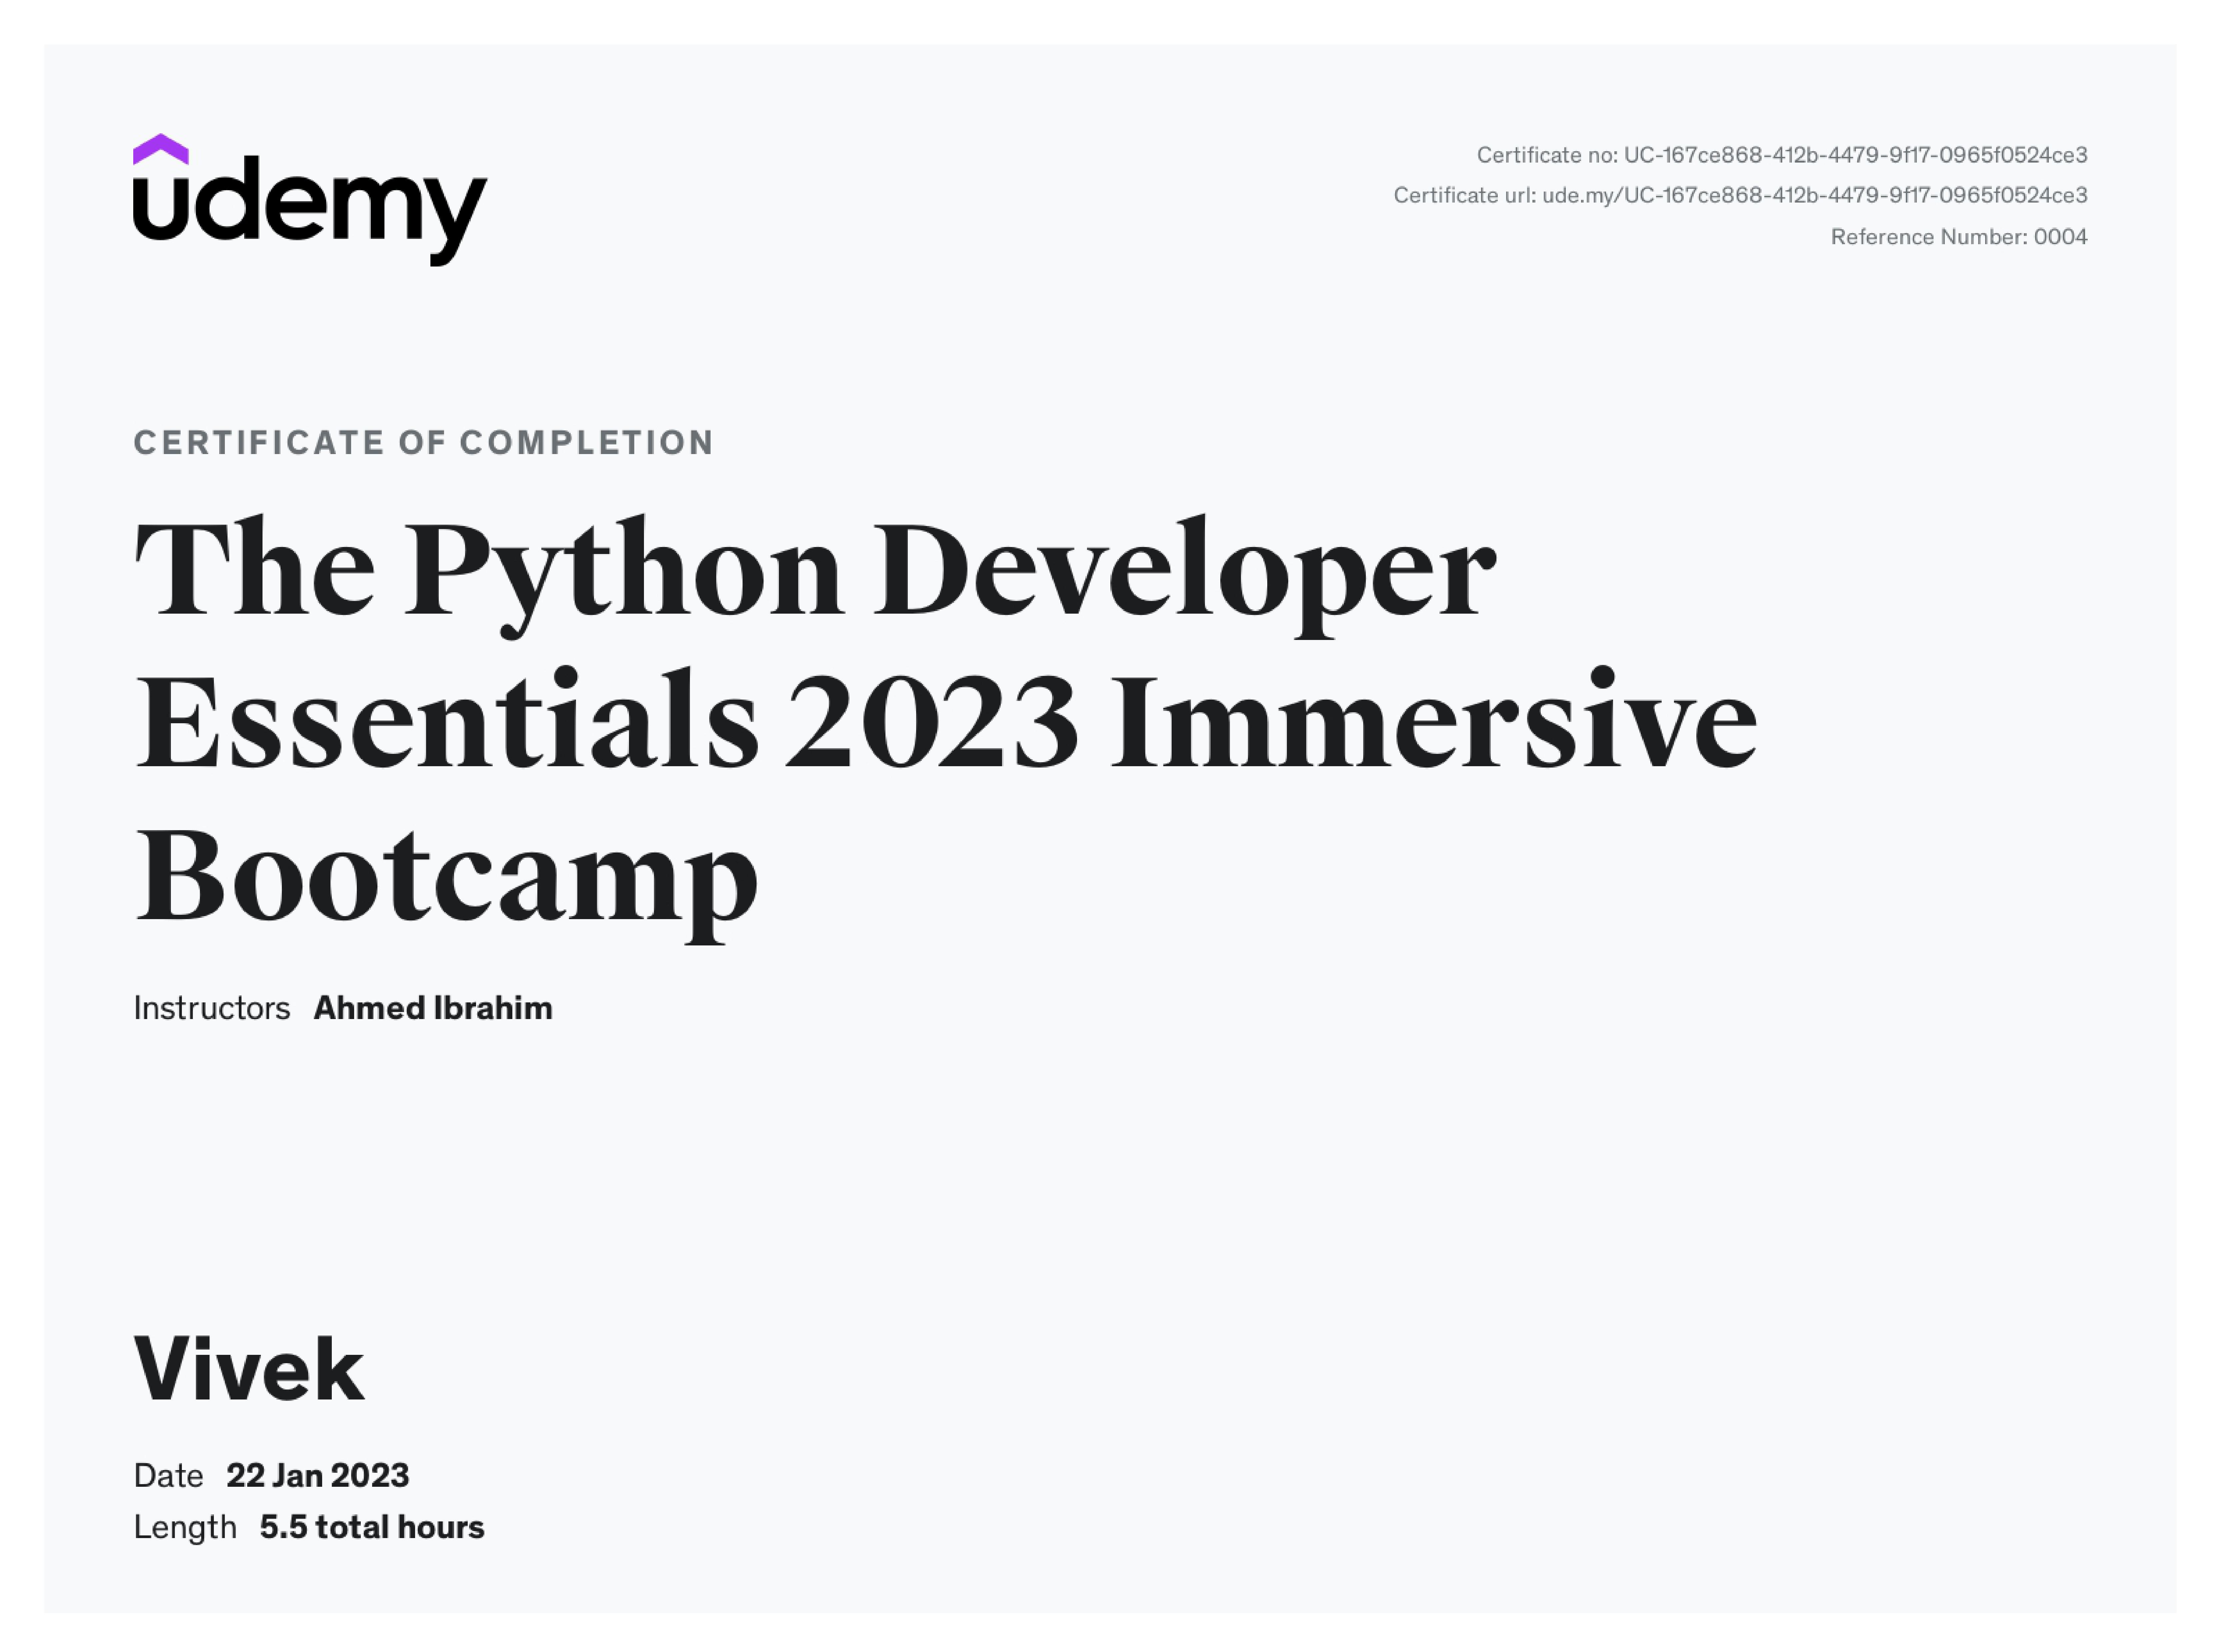 udemy
Certificate no: UC-167ce868-412b-4479-9f17-0965f0524ce3
Certificate url: ude.my/UC-167ce868-412b-4479-9f17-0965f0524ce3
Reference Number: 0004
CERTIFICATE OF COMPLETION
The Python Developer
Essentials 2023 Immersive
Bootcamp
Instructors Ahmed Ibrahim
Vivek
Date 22 Jan 2023
Length 5.5 total hours